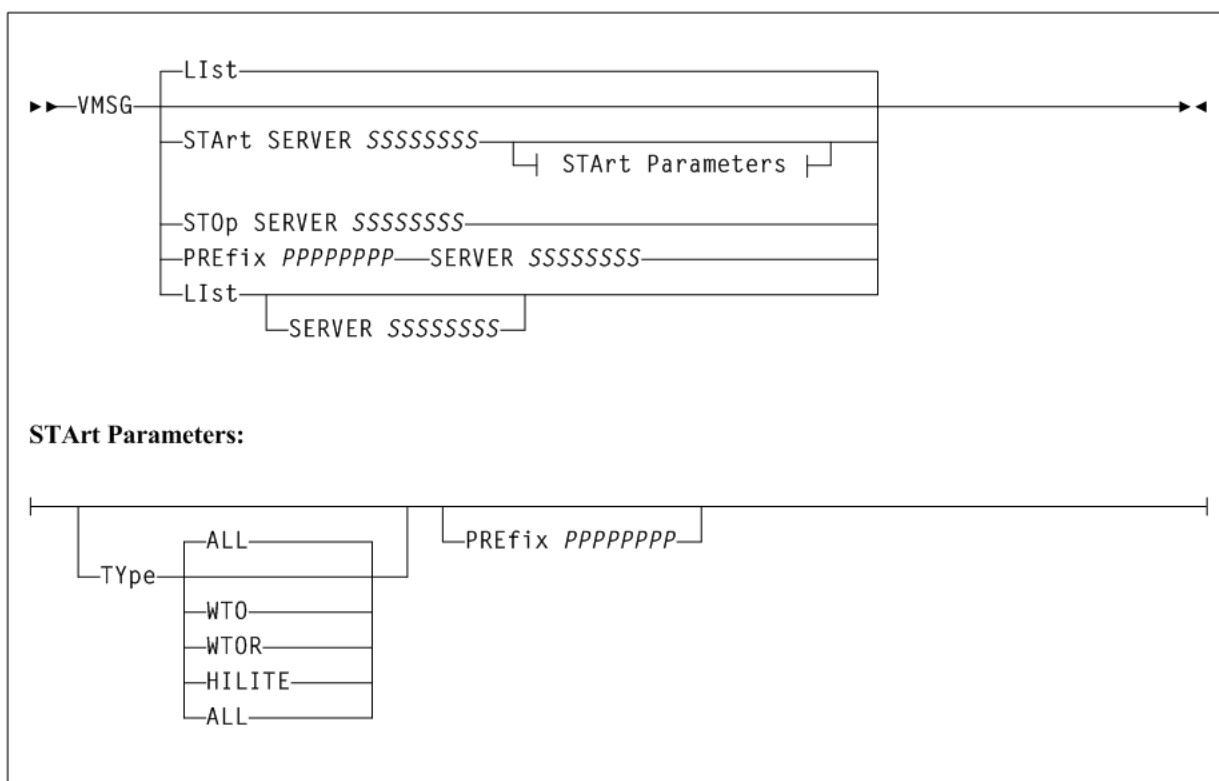 LIst
VMSG
STArt SERVER SSSSSSSS
STArt Parameters
STOp SERVER SSSSSSSS
PREfix PPPPPPPP SERVER SSSSSSSS
LIst
SERVER SSSSSSSS
STArt Parameters:
ALL
PREfix PPPPPPPP
TYpe
WTO
WTOR
HILITE
ALL